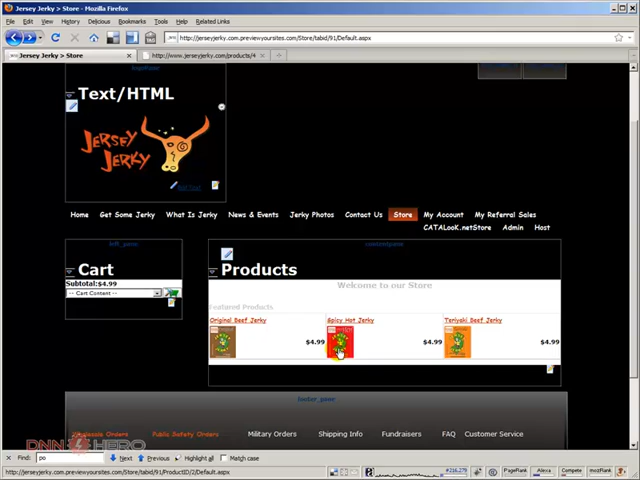 Jersey Jerky > Store - Mozilla Firefox
File Edit View History Delicious Bookmarks Tools Help Related Links
http://jerseyjerky.com.previewyoursites.com/Store/tabid/91/Default.aspx
Jersey Jerky > Store
http://www.jerseyjerky.com/products/4
Text/HTML
JERSEY
JERKY
Add Text
Home Get Some Jerky What Is Jerky News & Events Jerky Photos Contact Us Store My Account My Referral Sales
CATALooK.netStore Admin Host
left_pane
contentpane
Cart
Products
Subtotal:$4.99
-- Cart Content --
Welcome to our Store
Featured Products
Original Beef Jerky Spicy Hot Jerky Teriyaki Beef Jerky
$4.99 $4.99 $4.99
footer_pane
Wholesale Orders Public Safety Orders Military Orders Shipping Info Fundraisers FAQ Customer Service
DNN HERO
Find: po Next Previous Highlight all Match case
http://jerseyjerky.com.previewyoursites.com/Store/tabid/91/ProductID/2/Default.aspx
PageRank Alexa Compete PageRank